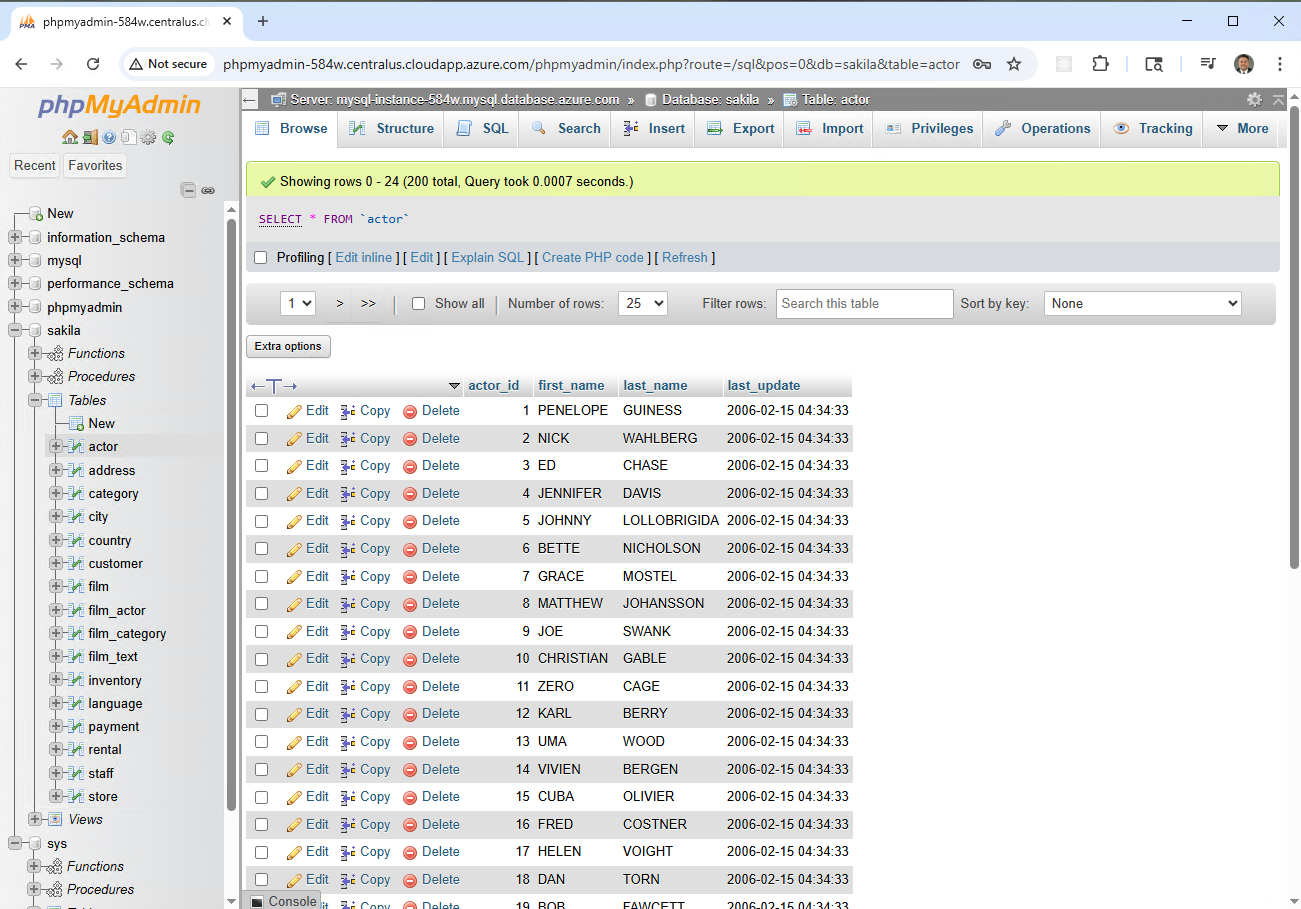 phpmyadmin-584w.centralus.cl
Not secure phpmyadmin-584w.centralus.cloudapp.azure.com/phpmyadmin/index.php?route=/sql&pos=0&db=sakila&table=actor
phpMyAdmin
Recent Favorites
New
information_schema
mysql
performance_schema
phpmyadmin
sakila
Functions
Procedures
Tables
New
actor
address
category
city
country
customer
film
film_actor
film_category
film_text
inventory
language
payment
rental
staff
store
Views
sys
Functions
Procedures
Server: mysql-instance-584w.mysql.database.azure.com » Database: sakila » Table: actor
Browse Structure SQL Search Insert Export Import Privileges Operations Tracking More
Showing rows 0 - 24 (200 total, Query took 0.0007 seconds.)
SELECT * FROM `actor`
Profiling [ Edit inline ] [ Edit ] [ Explain SQL ] [ Create PHP code ] [ Refresh ]
1 > >> Show all Number of rows: 25 Filter rows: Search this table Sort by key: None
Extra options
←T→ actor_id first_name last_name last_update
Edit Copy Delete 1 PENELOPE GUINESS 2006-02-15 04:34:33
Edit Copy Delete 2 NICK WAHLBERG 2006-02-15 04:34:33
Edit Copy Delete 3 ED CHASE 2006-02-15 04:34:33
Edit Copy Delete 4 JENNIFER DAVIS 2006-02-15 04:34:33
Edit Copy Delete 5 JOHNNY LOLLOBRIGIDA 2006-02-15 04:34:33
Edit Copy Delete 6 BETTE NICHOLSON 2006-02-15 04:34:33
Edit Copy Delete 7 GRACE MOSTEL 2006-02-15 04:34:33
Edit Copy Delete 8 MATTHEW JOHANSSON 2006-02-15 04:34:33
Edit Copy Delete 9 JOE SWANK 2006-02-15 04:34:33
Edit Copy Delete 10 CHRISTIAN GABLE 2006-02-15 04:34:33
Edit Copy Delete 11 ZERO CAGE 2006-02-15 04:34:33
Edit Copy Delete 12 KARL BERRY 2006-02-15 04:34:33
Edit Copy Delete 13 UMA WOOD 2006-02-15 04:34:33
Edit Copy Delete 14 VIVIEN BERGEN 2006-02-15 04:34:33
Edit Copy Delete 15 CUBA OLIVIER 2006-02-15 04:34:33
Edit Copy Delete 16 FRED COSTNER 2006-02-15 04:34:33
Edit Copy Delete 17 HELEN VOIGHT 2006-02-15 04:34:33
Edit Copy Delete 18 DAN TORN 2006-02-15 04:34:33
Copy Delete 19 BOB FAWCETT 2006-02-15 04:34:33
Console